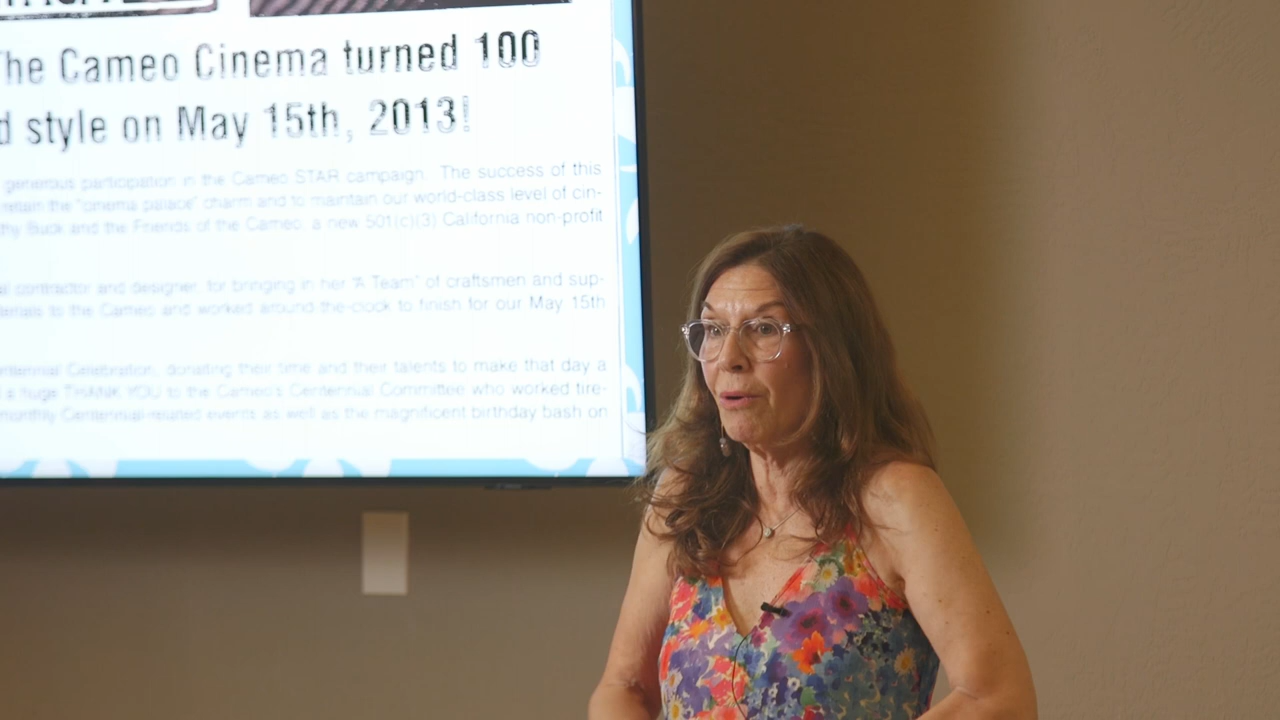 The Cameo Cinema turned 100
d style on May 15th, 2013!
generous participation in the Cameo STAR campaign. The success of this
retain the "cinema palace" charm and to maintain our world-class level of cin-
thy Buck and the Friends of the Cameo: a new 501(c)(3) California non-profit
contractor and designer, for bringing in her "A Team" of craftsmen and sup-
to the Cameo and worked around-the-clock to finish for our May 15th
Celebration, donating their time and their talents to make that day a
a huge THANK YOU to the Cameo's Centennial Committee who worked tire-
monthly Centennial-related events as well as the magnificent birthday bash on